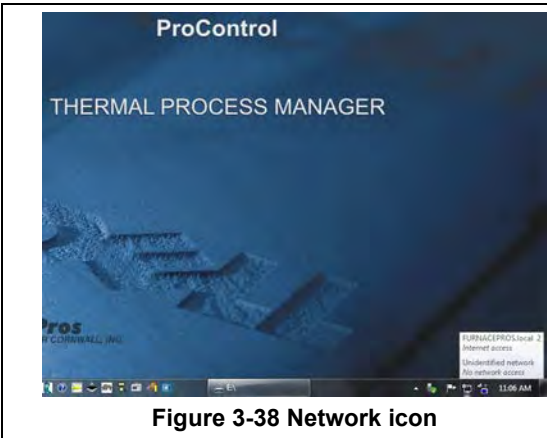 ProControl
THERMAL PROCESS MANAGER
Pros
R CORNWALL, INC.
FURNACEPROS.local 2
Internet access
Unidentified network
No network access
11:06 AM
Figure 3-38 Network icon